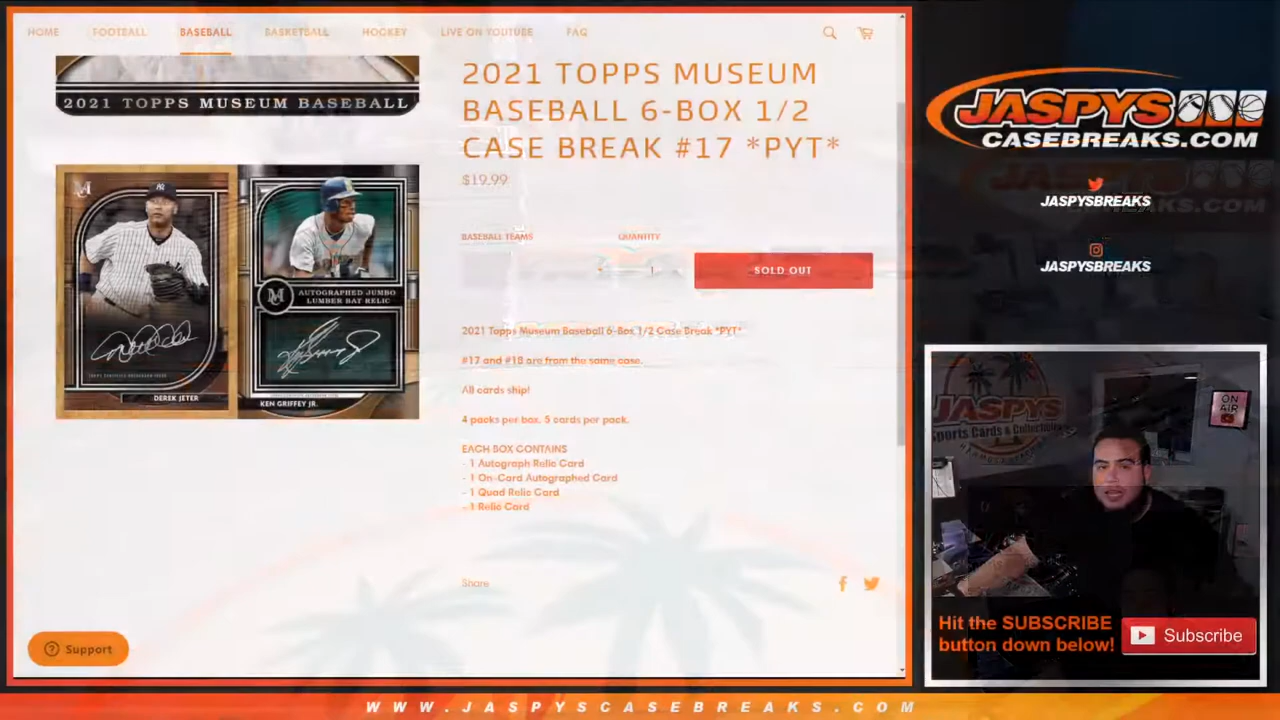 HOME FOOTBALL BASEBALL BASKETBALL HOCKEY LIVE ON YOUTUBE FAQ
2021 TOPPS MUSEUM BASEBALL
DEREK JETER
M
AUTOGRAPHED JUMBO
LUMBER BAT RELIC
KEN GRIFFEY JR.
2021 TOPPS MUSEUM
BASEBALL 6-BOX 1/2
CASE BREAK #17 *PYT*
$19.99
BASEBALL TEAMS QUANTITY
1
SOLD OUT
2021 Topps Museum Baseball 6-Box 1/2 Case Break *PYT*
#17 and #18 are from the same case.
All cards ship!
4 packs per box. 5 cards per pack.
EACH BOX CONTAINS
- 1 Autograph Relic Card
- 1 On-Card Autographed Card
- 1 Quad Relic Card
- 1 Relic Card
Share
Support
JASPYS
CASEBREAKS.COM
JASPYSBREAKS
JASPYSBREAKS
JASPYS
Sports Cards & Collectibles
ON
AIR
Hit the SUBSCRIBE
button down below!
Subscribe
WWW.JASPYSCASEBREAKS.COM